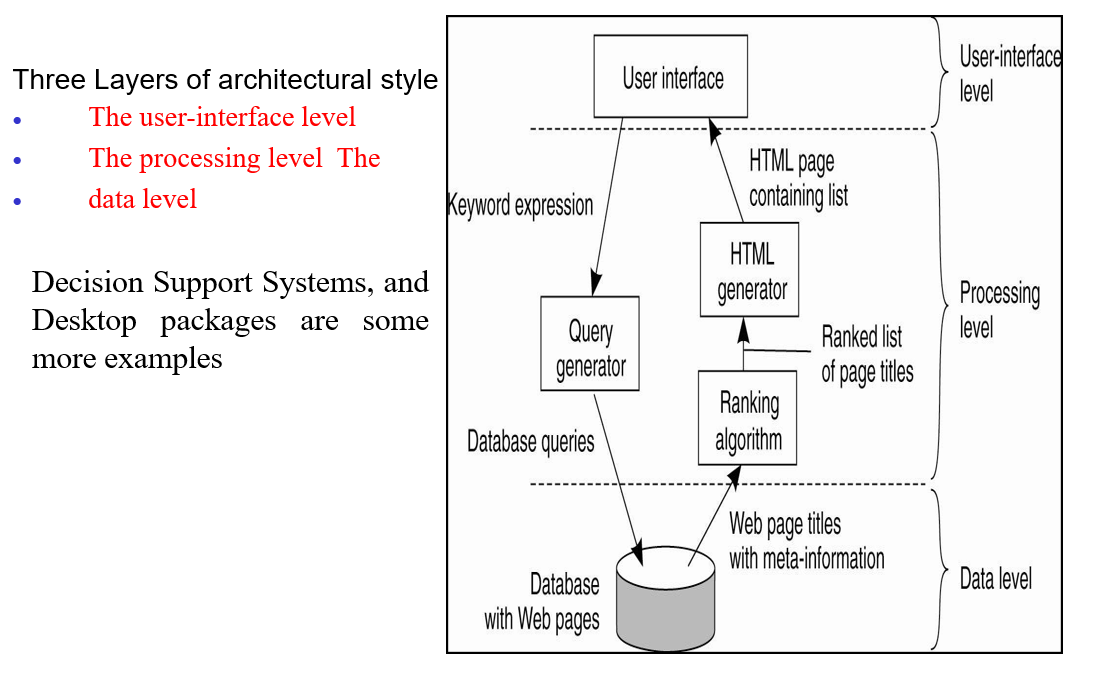 Three Layers of architectural style
• The user-interface level
• The processing level The
• data level
Decision Support Systems, and
Desktop packages are some
more examples
User interface
User-interface
level
Keyword expression
HTML page
containing list
HTML
generator
Query
generator
Processing
level
Ranked list
of page titles
Ranking
algorithm
Database queries
Web page titles
with meta-information
Database
with Web pages
Data level